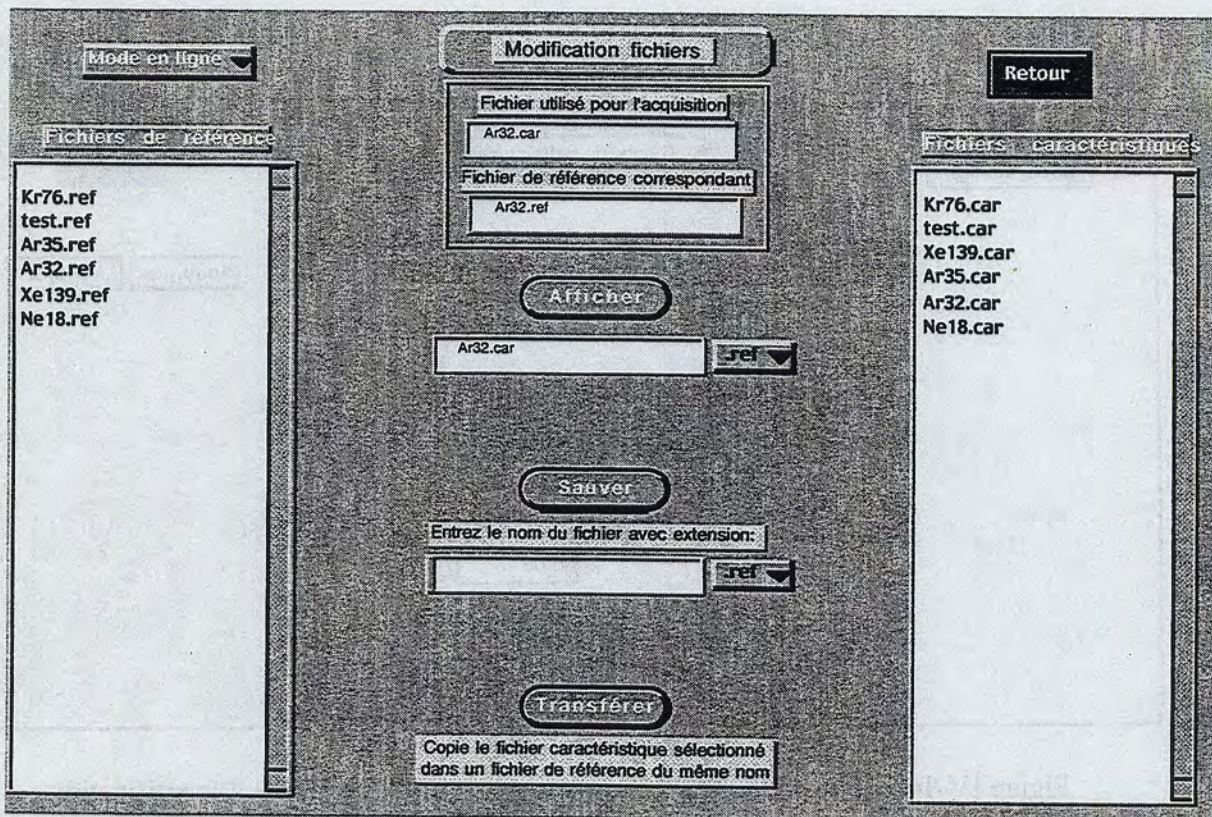 Mode en ligne
Fichiers de référence
Kr76.ref
test.ref
Ar35.ref
Ar32.ref
Xe139.ref
Ne18.ref
Modification fichiers
Fichier utilisé pour l'acquisition
Ar32.car
Fichier de référence correspondant
Ar32.ref
Afficher
Ar32.car .ref
Sauver
Entrez le nom du fichier avec extension:
.ref
Transférer
Copie le fichier caractéristique sélectionné
dans un fichier de référence du même nom
Retour
Fichiers caractéristiques
Kr76.car
test.car
Xe139.car
Ar35.car
Ar32.car
Ne18.car